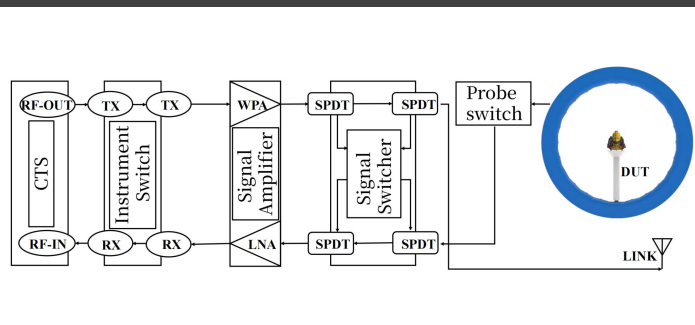 RF-OUT
TX
TX
WPA
SPDT
SPDT
Probe
switch
CTS
Instrument
Switch
Signal
Amplifier
Signal
Switcher
DUT
RF-IN
RX
RX
LNA
SPDT
SPDT
LINK